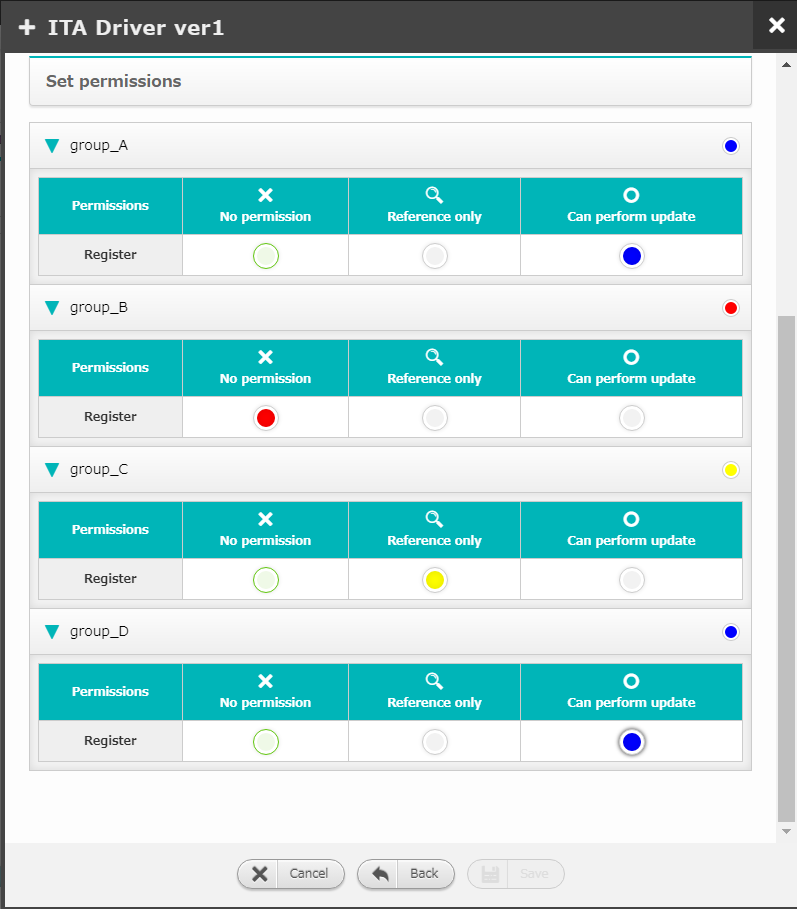 ITA Driver ver1
Set permissions
group_A
Permissions No permission Reference only Can perform update
Register
group_B
Permissions No permission Reference only Can perform update
Register
group_C
Permissions No permission Reference only Can perform update
Register
group_D
Permissions No permission Reference only Can perform update
Register
Cancel Back Save